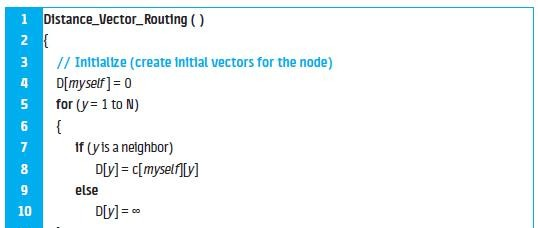 1 Distance_Vector_Routing ( )
2 {
3 // Initialize (create initial vectors for the node)
4 D[myself] = 0
5 for (y = 1 to N)
6 {
7 if (y is a neighbor)
8 D[y] = c[myself][y]
9 else
10 D[y] = ∞